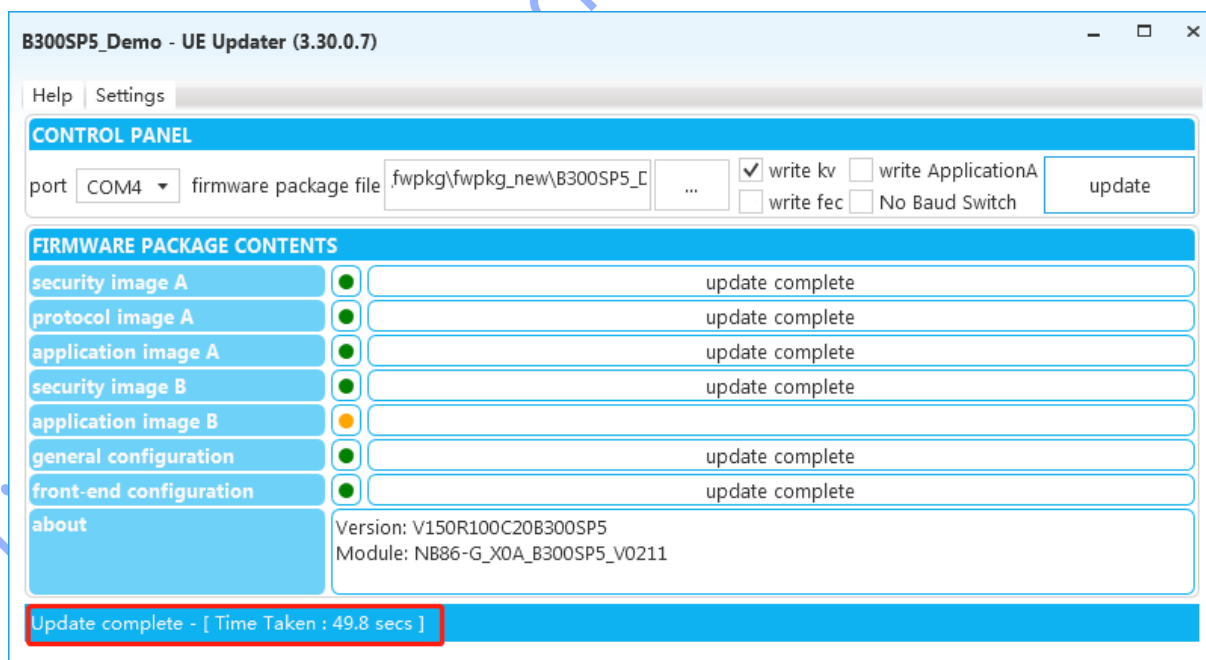 B300SP5_Demo - UE Updater (3.30.0.7)
Help Settings
CONTROL PANEL
port COM4 firmware package file fwpkg\fwpkg_new\B300SP5_D ... write kv write ApplicationA update
write fec No Baud Switch
FIRMWARE PACKAGE CONTENTS
security image A update complete
protocol image A update complete
application image A update complete
security image B update complete
application image B
general configuration update complete
front-end configuration update complete
about Version: V150R100C20B300SP5
Module: NB86-G_X0A_B300SP5_V0211
Update complete - [ Time Taken : 49.8 secs ]